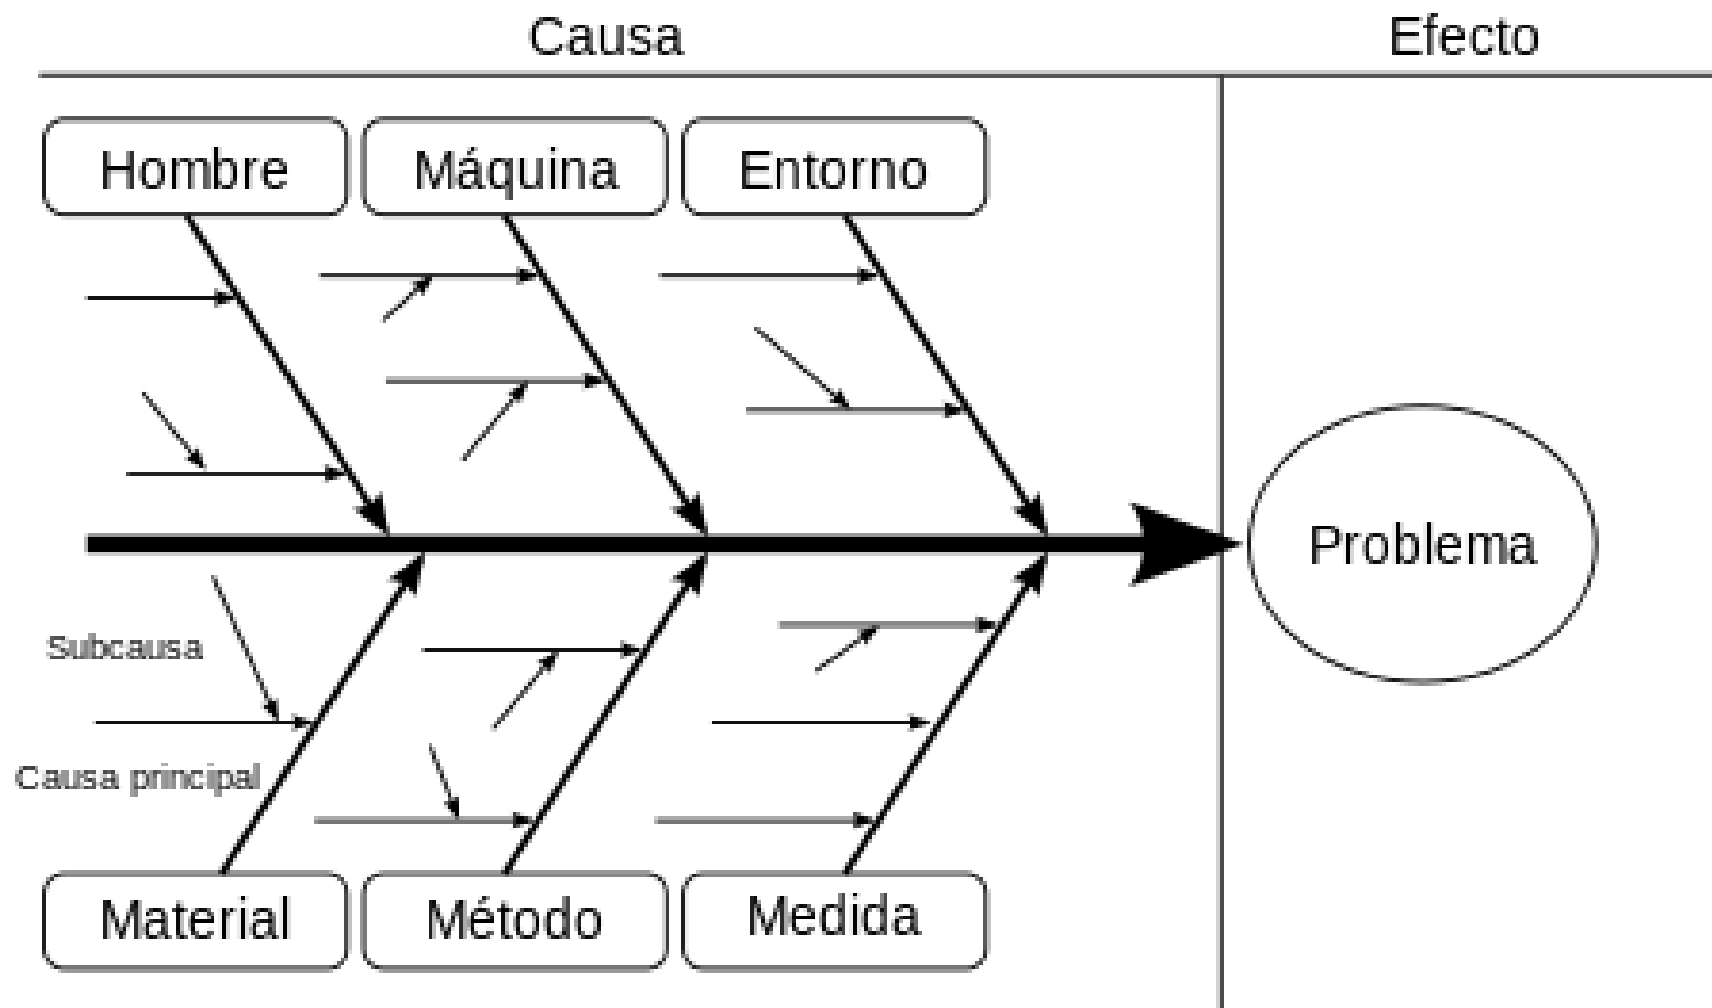 Causa
Efecto
Hombre
Máquina
Entorno
Problema
Subcausa
Causa principal
Material
Método
Medida